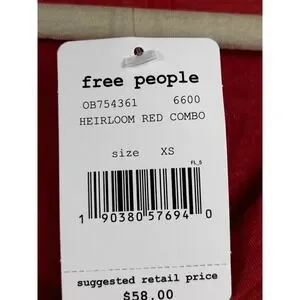 free people
OB754361 6600
HEIRLOOM RED COMBO
size XS
FL_5
1 90380 57694 0
suggested retail price
$58.00